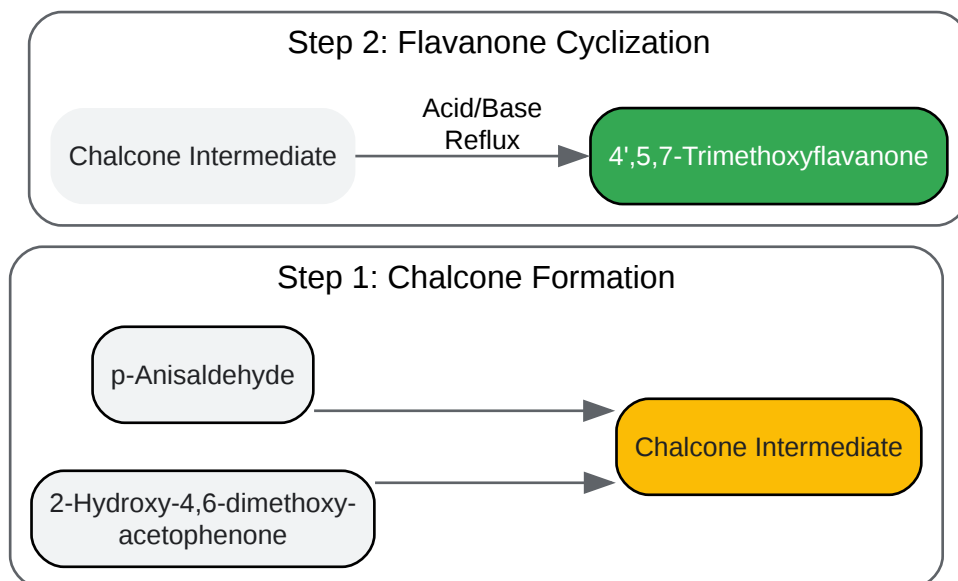 Step 2: Flavanone Cyclization
Chalcone Intermediate
Acid/Base
Reflux
4',5,7-Trimethoxyflavanone
Step 1: Chalcone Formation
p-Anisaldehyde
Chalcone Intermediate
2-Hydroxy-4,6-dimethoxy-
acetophenone